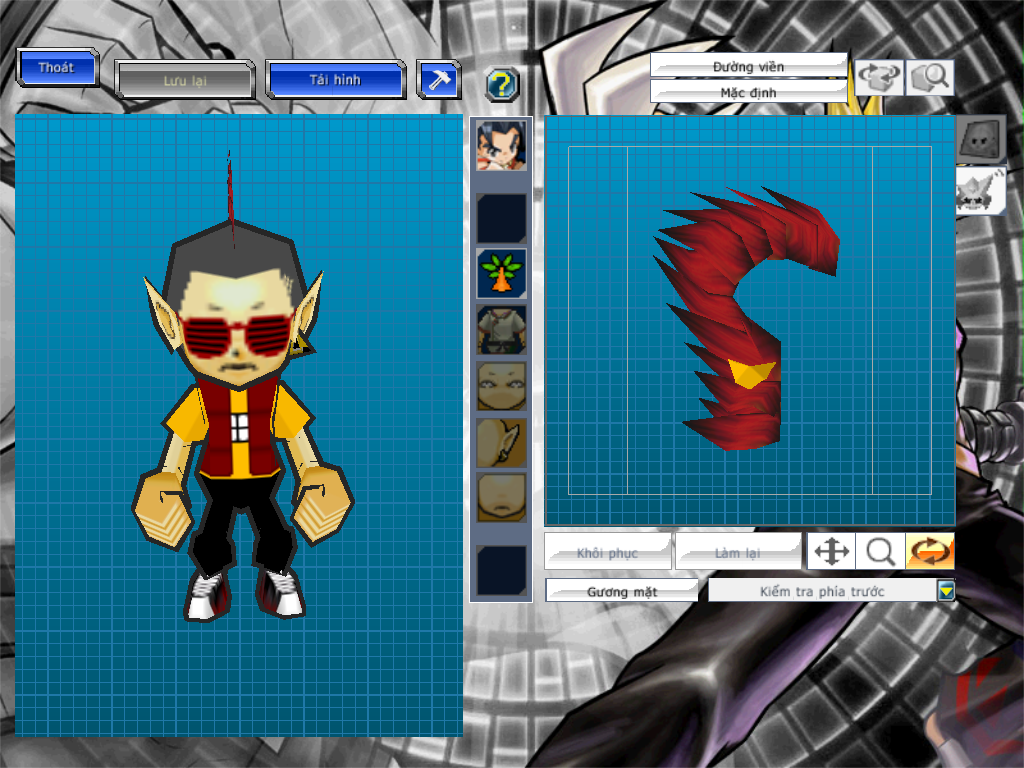 Thoát
Lưu lại
Tải hình
?
Đường viền
Mặc định
Khôi phục
Làm lại
Gương mặt
Kiểm tra phía trước